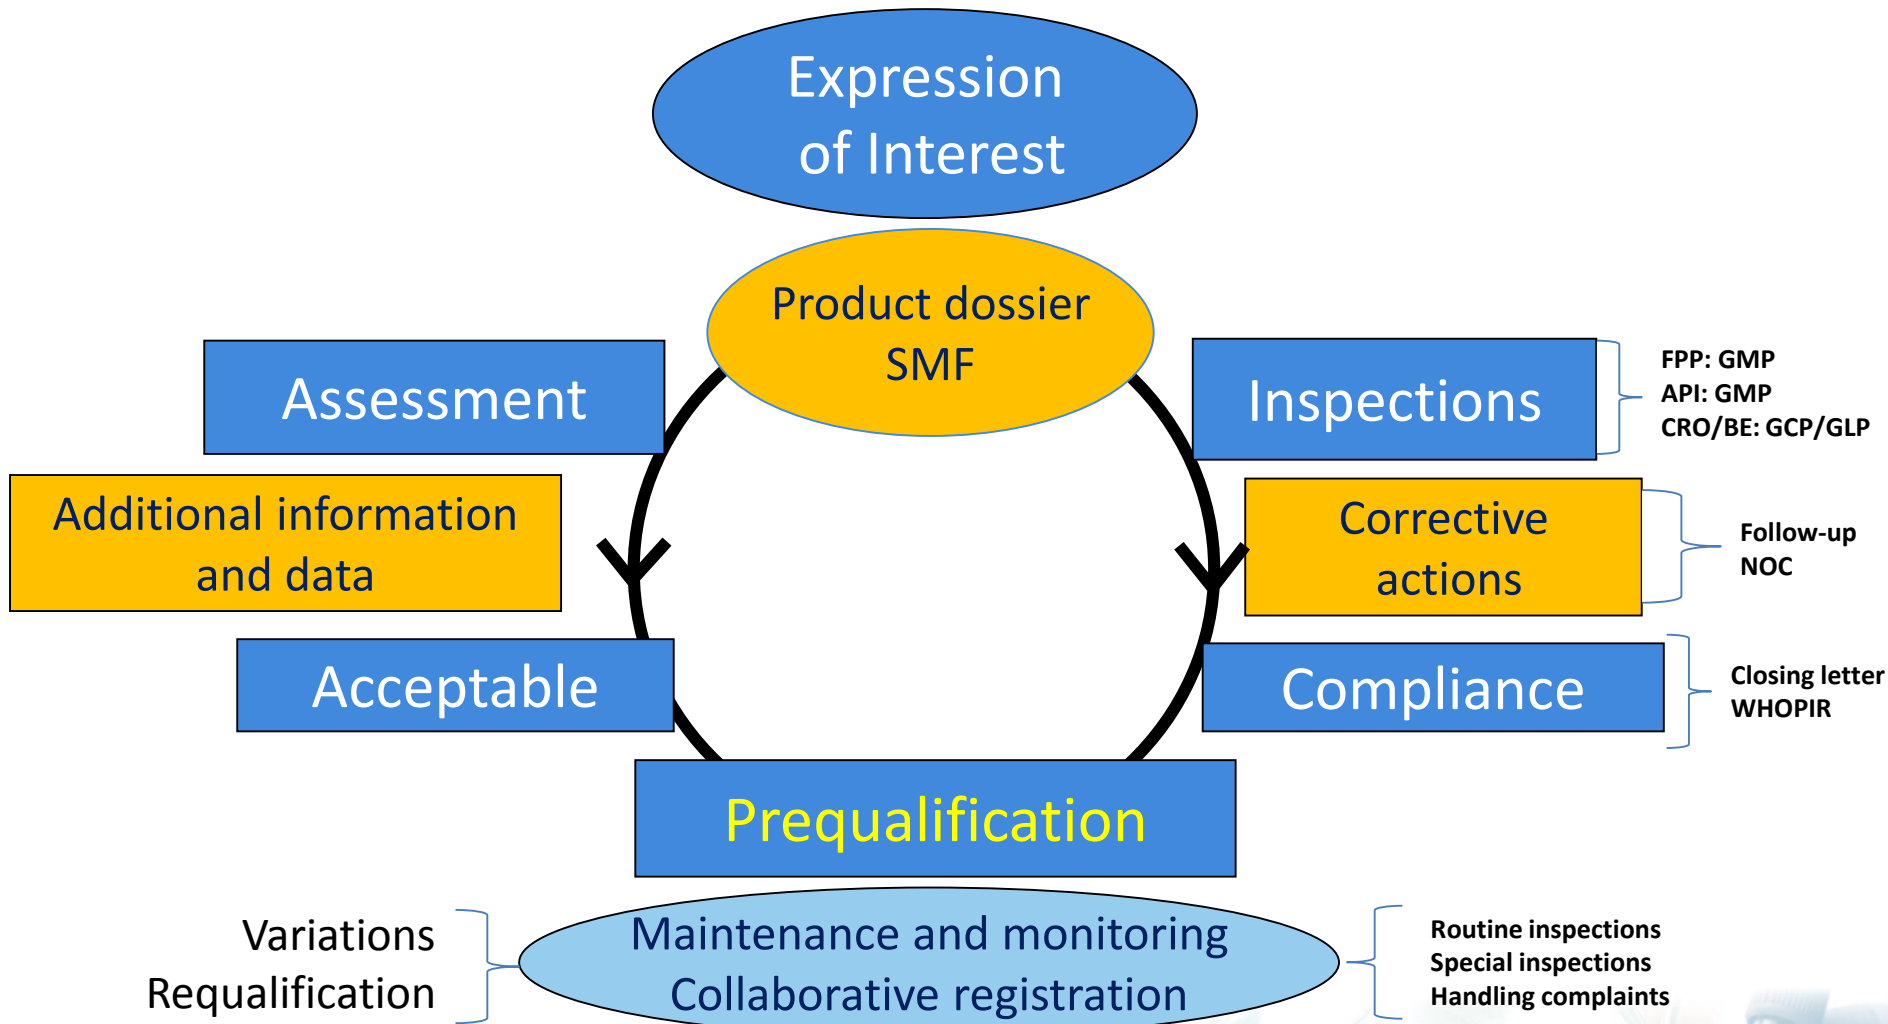 Expression
of Interest
Product dossier
SMF
Assessment
Inspections
FPP: GMP
API: GMP
CRO/BE: GCP/GLP
Additional information
and data
Corrective
actions
Follow-up
NOC
Acceptable
Compliance
Closing letter
WHOPIR
Prequalification
Variations
Requalification
Maintenance and monitoring
Collaborative registration
Routine inspections
Special inspections
Handling complaints